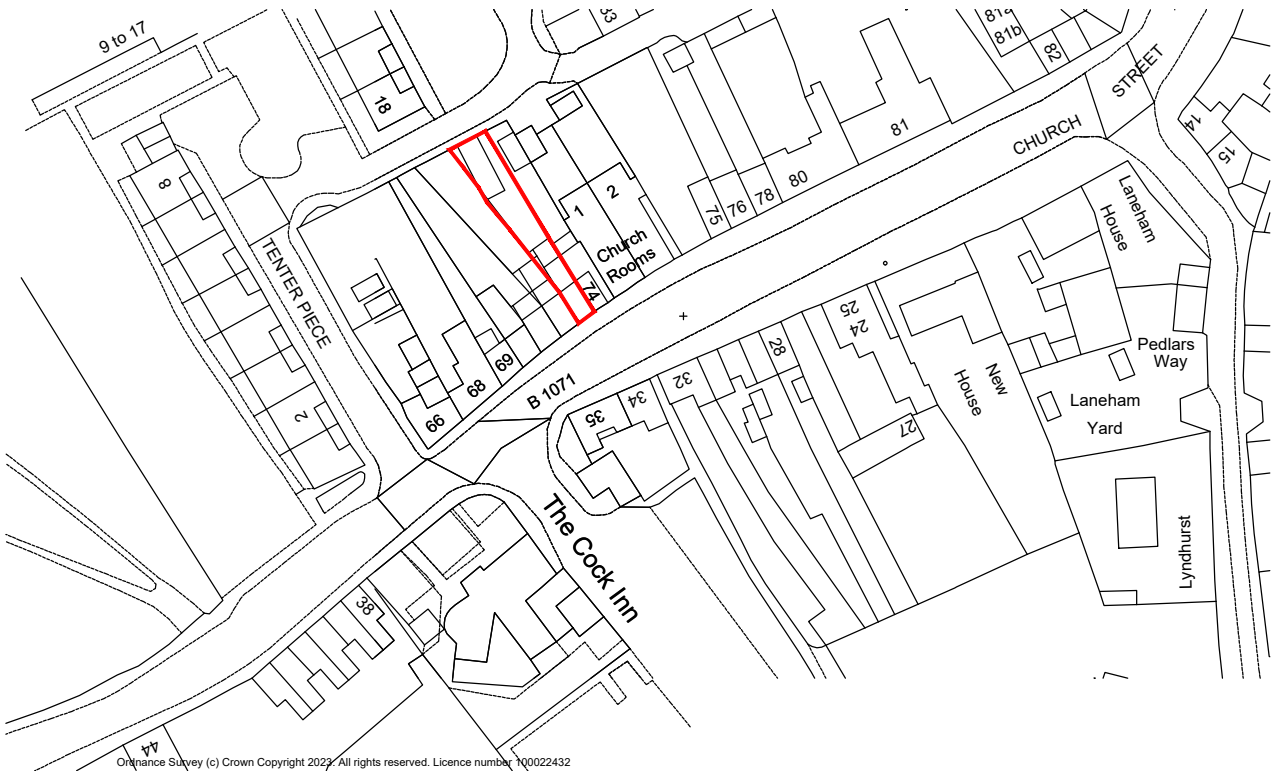 9 to 17
33
81a
81b
82
STREET
18
81
CHURCH
14
15
8
2
1
80
78
76
75
Laneham
House
Church
Rooms
74
TENTER PIECE
25
24
Pedlars
Way
69
68
66
B 1071
28
32
34
35
New
House
Laneham
Yard
2
27
The Cock Inn
Lyndhurst
38
44
Ordnance Survey (c) Crown Copyright 2023. All rights reserved. Licence number 100022432